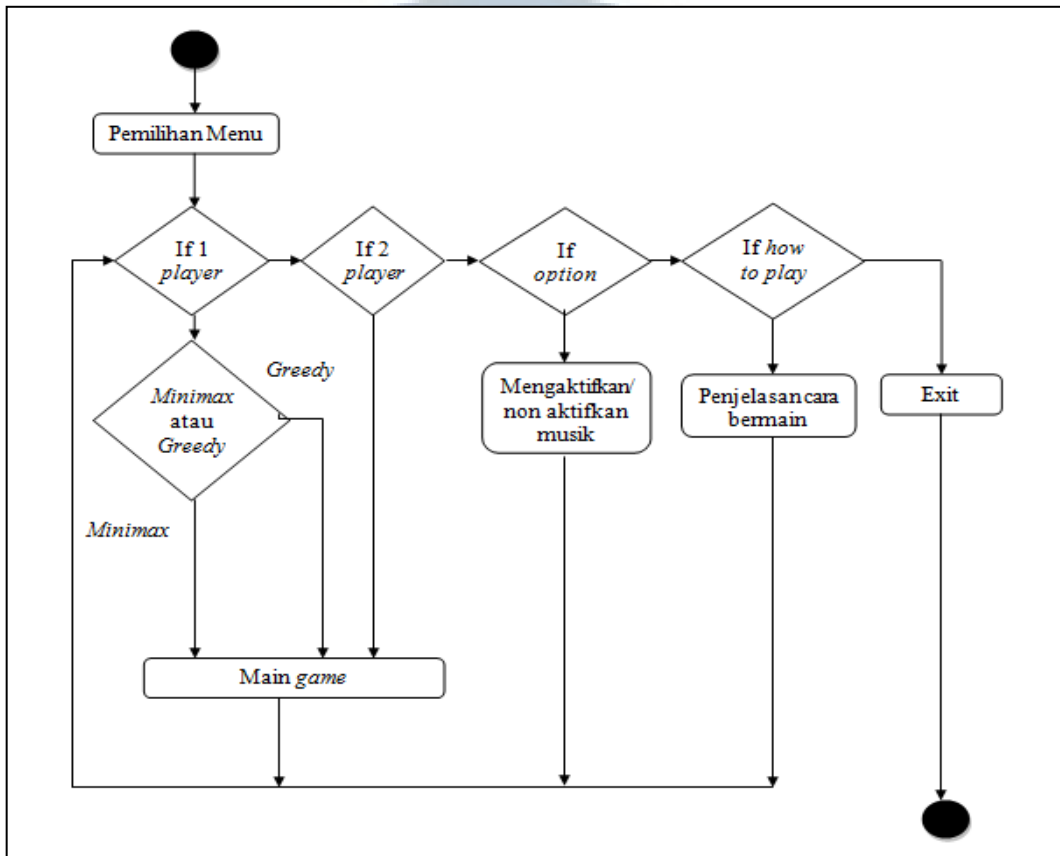 Pemilihan Menu
If 1
player
If 2
player
If
option
If how
to play
Minimax
atau
Greedy
Greedy
Minimax
Mengaktifkan/
non aktifkan
musik
Penjelasan cara
bermain
Exit
Main game